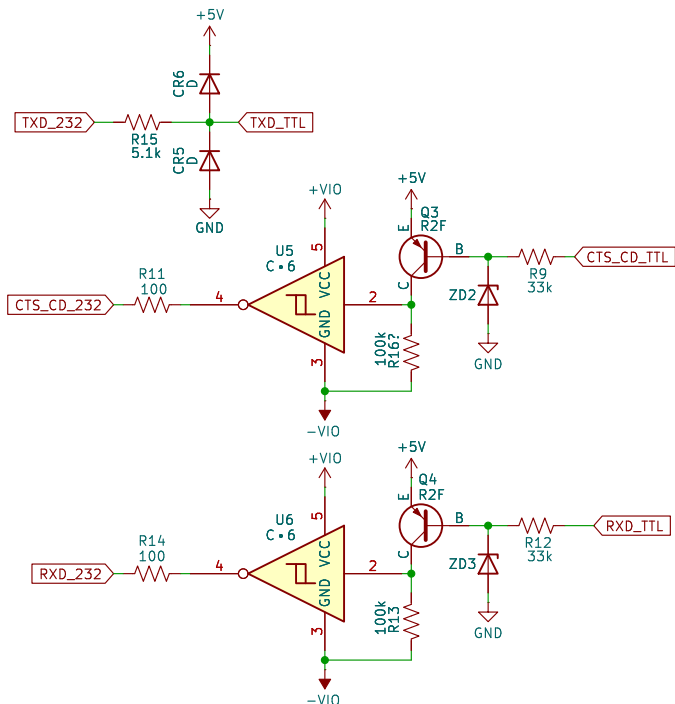 +5V
CR6
D
TXD_232
R15
5.1k
TXD_TTL
CR5
D
GND
+VIO
+5V
Q3
R2F
E
B
C
U5
C•6
5
VCC
GND
2
4
3
R11
100
CTS_CD_232
ZD2
R9
33k
CTS_CD_TTL
100k
R16?
GND
-VIO
+VIO
+5V
Q4
R2F
E
B
C
U6
C•6
5
VCC
GND
2
4
3
R14
100
RXD_232
ZD3
R12
33k
RXD_TTL
100k
R13
GND
-VIO